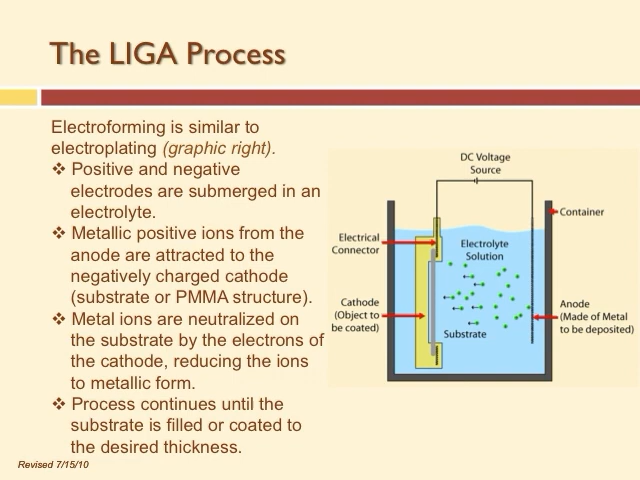 The LIGA Process
Electroforming is similar to
electroplating (graphic right).
❖ Positive and negative
electrodes are submerged in an
electrolyte.
❖ Metallic positive ions from the
anode are attracted to the
negatively charged cathode
(substrate or PMMA structure).
❖ Metal ions are neutralized on
the substrate by the electrons of
the cathode, reducing the ions
to metallic form.
❖ Process continues until the
substrate is filled or coated to
the desired thickness.
DC Voltage
Source
Container
Electrical
Connector
Electrolyte
Solution
Cathode
(Object to
be coated)
Anode
(Made of Metal
to be deposited)
Substrate
Revised 7/15/10